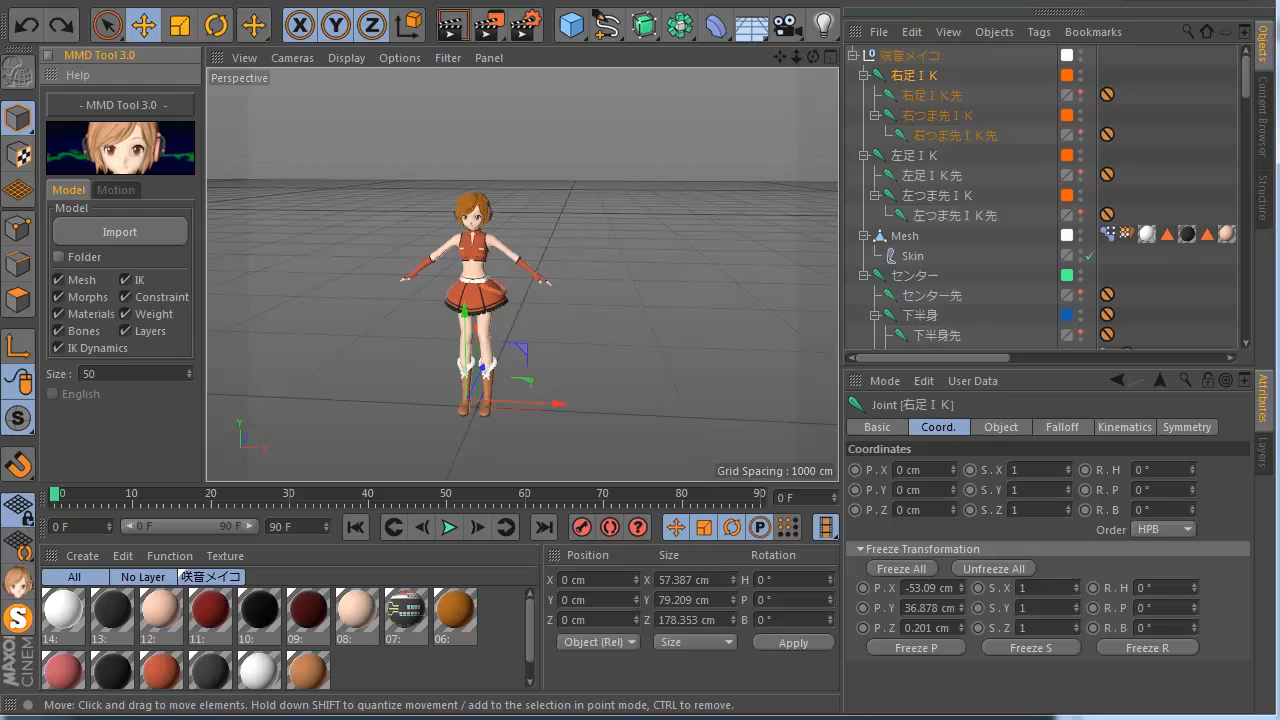 MMD Tool 3.0
Help
- MMD Tool 3.0 -
Model
Motion
Model
Import
Folder
Mesh
IK
Morphs
Constraint
Materials
Weight
Bones
Layers
IK Dynamics
Size :
50
English
View
Cameras
Display
Options
Filter
Panel
Perspective
Y
X
Grid Spacing : 1000 cm
File
Edit
View
Objects
Tags
Bookmarks
咲音メイコ
右足ＩＫ
右足ＩＫ先
右つま先ＩＫ
右つま先ＩＫ先
左足ＩＫ
左足ＩＫ先
左つま先ＩＫ
左つま先ＩＫ先
Mesh
Skin
センター
センター先
下半身
下半身先
Objects
Content Browser
Structure
Mode
Edit
User Data
Joint [右足ＩＫ]
Basic
Coord.
Object
Falloff
Kinematics
Symmetry
Coordinates
P . X 0 cm S . X 1 R . H 0 °
P . Y 0 cm S . Y 1 R . P 0 °
P . Z 0 cm S . Z 1 R . B 0 °
Order HPB
Freeze Transformation
Freeze All
Unfreeze All
P . X -53.09 cm S . X 1 R . H 0 °
P . Y 36.878 cm S . Y 1 R . P 0 °
P . Z 0.201 cm S . Z 1 R . B 0 °
Freeze P
Freeze S
Freeze R
Attributes
Layers
0 10 20 30 40 50 60 70 80 90
0 F
0 F
0 F
90 F
90 F
Create
Edit
Function
Texture
All
No Layer
咲音メイコ
14:
13:
12:
11:
10:
09:
08:
07:
06:
Position
Size
Rotation
X 0 cm X 57.387 cm H 0 °
Y 0 cm Y 79.209 cm P 0 °
Z 0 cm Z 178.353 cm B 0 °
Object (Rel)
Size
Apply
MAXO
CINEM
Move: Click and drag to move elements. Hold down SHIFT to quantize movement / add to the selection in point mode, CTRL to remove.